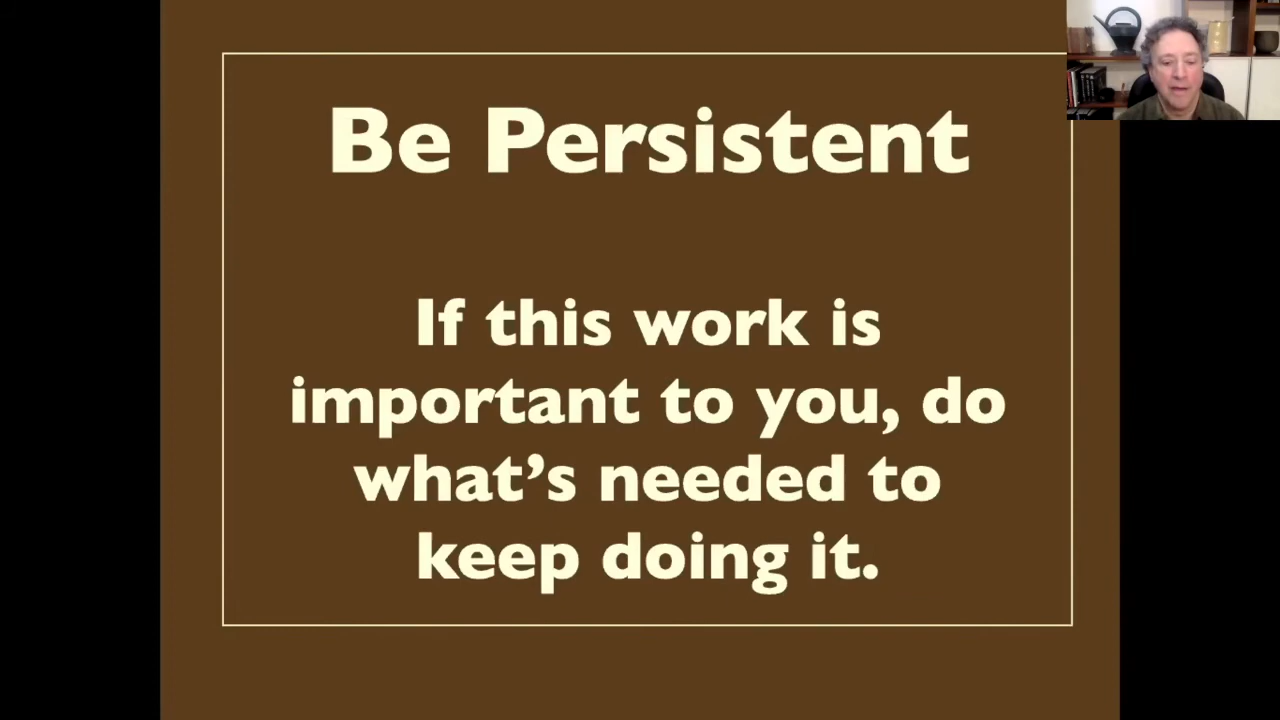 Be Persistent
If this work is
important to you, do
what’s needed to
keep doing it.